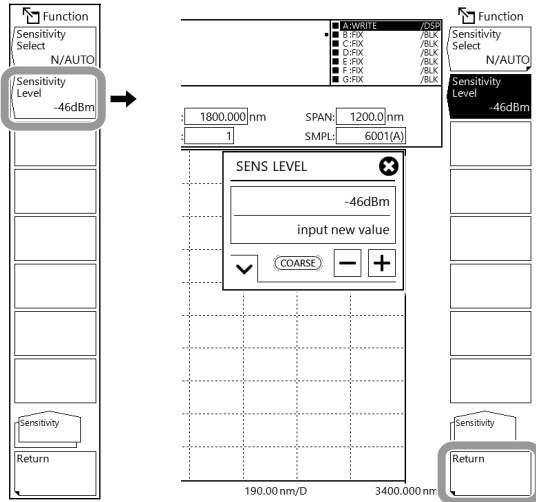 Function
Sensitivity
Select
N/AUTO
Sensitivity
Level
-46dBm
Sensitivity
Return
A:WRITE /DSP
B:FIX /BLK
C:FIX /BLK
D:FIX /BLK
E:FIX /BLK
F:FIX /BLK
G:FIX /BLK
: 1800.000 nm SPAN: 1200.0 nm
: 1 SMPL: 6001(A)
SENS LEVEL
-46dBm
input new value
COARSE
190.00 nm/D 3400.000 nm
Function
Sensitivity
Select
N/AUTO
Sensitivity
Level
-46dBm
Sensitivity
Return